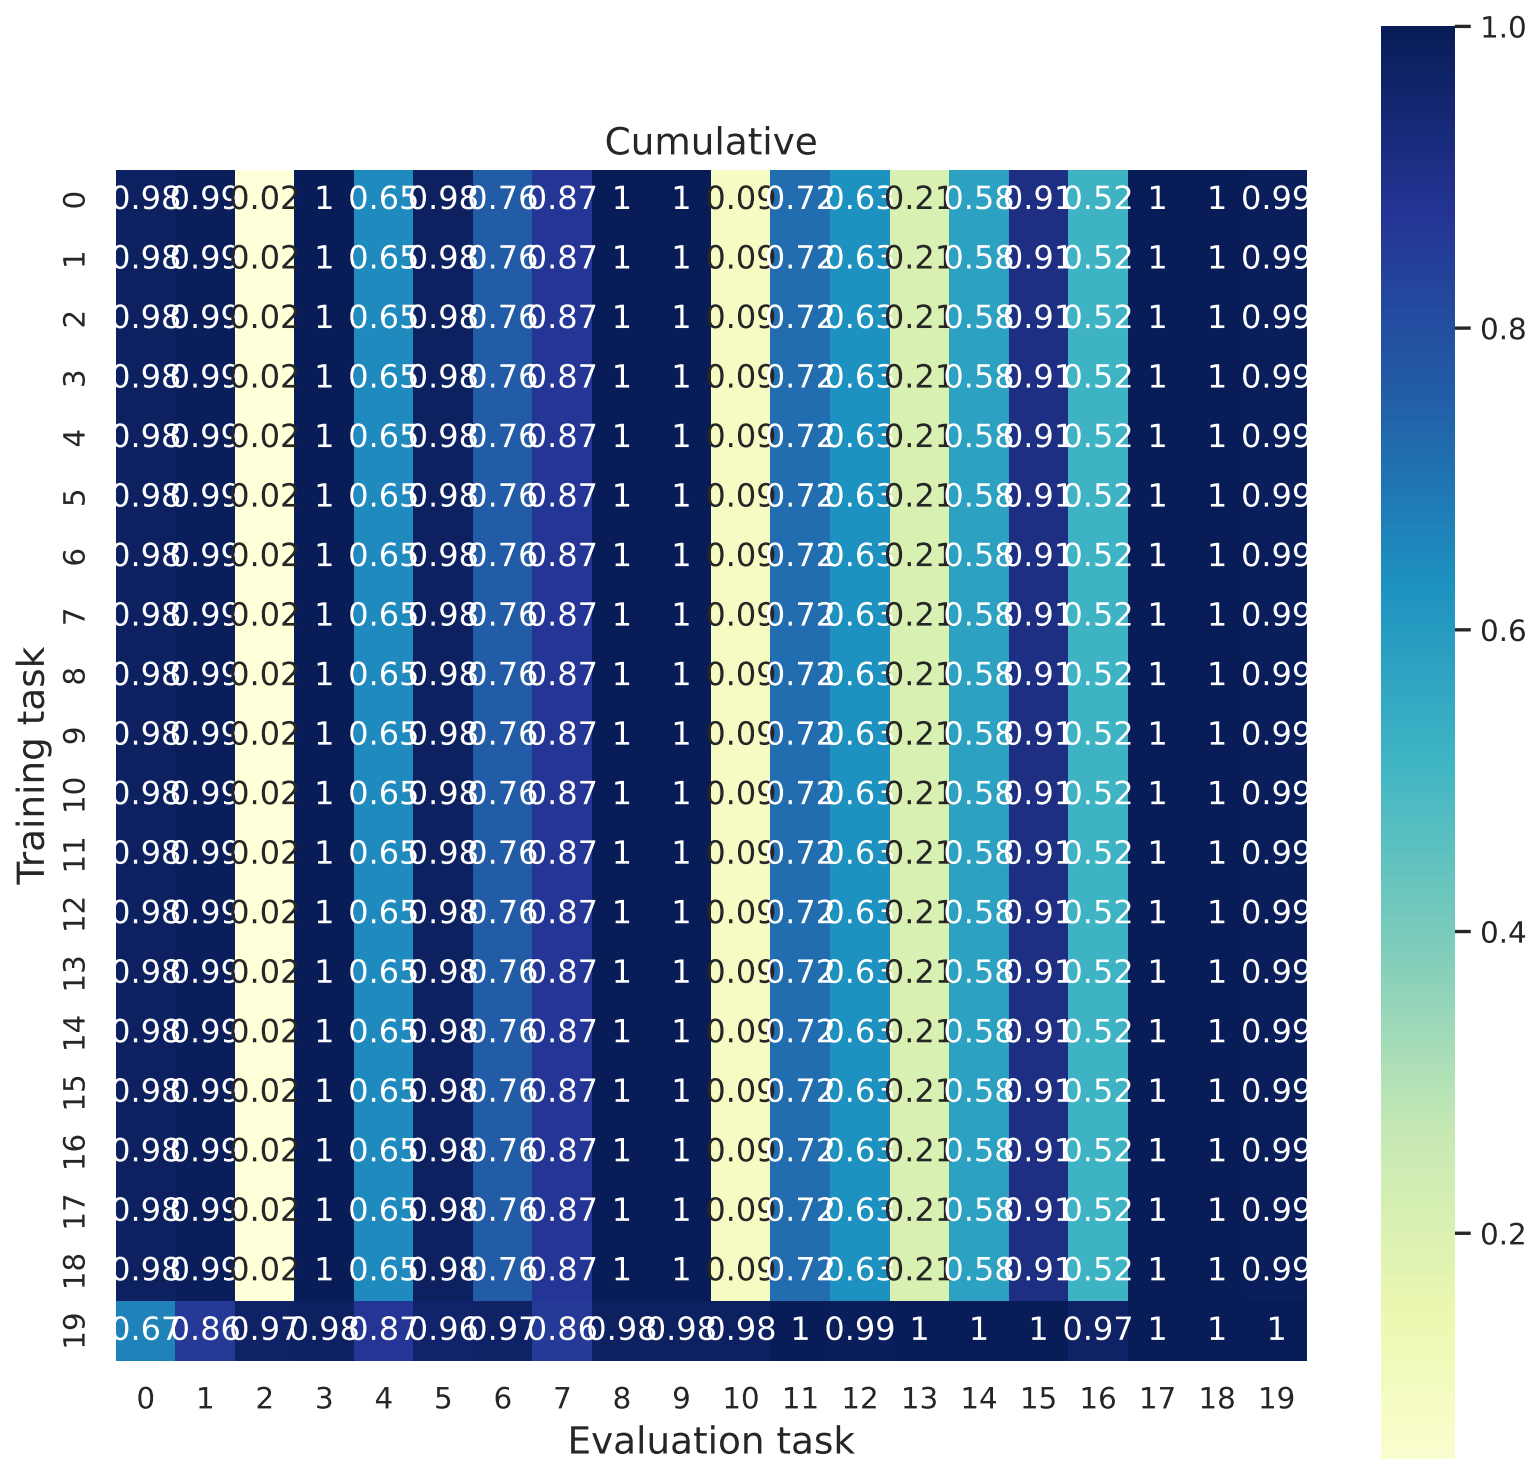 Cumulative
0 0.98 0.99 0.02 1 0.65 0.98 0.76 0.87 1 1 0.09 0.72 0.63 0.21 0.58 0.91 0.52 1 1 0.99
1 0.98 0.99 0.02 1 0.65 0.98 0.76 0.87 1 1 0.09 0.72 0.63 0.21 0.58 0.91 0.52 1 1 0.99
2 0.98 0.99 0.02 1 0.65 0.98 0.76 0.87 1 1 0.09 0.72 0.63 0.21 0.58 0.91 0.52 1 1 0.99
3 0.98 0.99 0.02 1 0.65 0.98 0.76 0.87 1 1 0.09 0.72 0.63 0.21 0.58 0.91 0.52 1 1 0.99
4 0.98 0.99 0.02 1 0.65 0.98 0.76 0.87 1 1 0.09 0.72 0.63 0.21 0.58 0.91 0.52 1 1 0.99
5 0.98 0.99 0.02 1 0.65 0.98 0.76 0.87 1 1 0.09 0.72 0.63 0.21 0.58 0.91 0.52 1 1 0.99
6 0.98 0.99 0.02 1 0.65 0.98 0.76 0.87 1 1 0.09 0.72 0.63 0.21 0.58 0.91 0.52 1 1 0.99
7 0.98 0.99 0.02 1 0.65 0.98 0.76 0.87 1 1 0.09 0.72 0.63 0.21 0.58 0.91 0.52 1 1 0.99
8 0.98 0.99 0.02 1 0.65 0.98 0.76 0.87 1 1 0.09 0.72 0.63 0.21 0.58 0.91 0.52 1 1 0.99
9 0.98 0.99 0.02 1 0.65 0.98 0.76 0.87 1 1 0.09 0.72 0.63 0.21 0.58 0.91 0.52 1 1 0.99
10 0.98 0.99 0.02 1 0.65 0.98 0.76 0.87 1 1 0.09 0.72 0.63 0.21 0.58 0.91 0.52 1 1 0.99
11 0.98 0.99 0.02 1 0.65 0.98 0.76 0.87 1 1 0.09 0.72 0.63 0.21 0.58 0.91 0.52 1 1 0.99
12 0.98 0.99 0.02 1 0.65 0.98 0.76 0.87 1 1 0.09 0.72 0.63 0.21 0.58 0.91 0.52 1 1 0.99
13 0.98 0.99 0.02 1 0.65 0.98 0.76 0.87 1 1 0.09 0.72 0.63 0.21 0.58 0.91 0.52 1 1 0.99
14 0.98 0.99 0.02 1 0.65 0.98 0.76 0.87 1 1 0.09 0.72 0.63 0.21 0.58 0.91 0.52 1 1 0.99
15 0.98 0.99 0.02 1 0.65 0.98 0.76 0.87 1 1 0.09 0.72 0.63 0.21 0.58 0.91 0.52 1 1 0.99
16 0.98 0.99 0.02 1 0.65 0.98 0.76 0.87 1 1 0.09 0.72 0.63 0.21 0.58 0.91 0.52 1 1 0.99
17 0.98 0.99 0.02 1 0.65 0.98 0.76 0.87 1 1 0.09 0.72 0.63 0.21 0.58 0.91 0.52 1 1 0.99
18 0.98 0.99 0.02 1 0.65 0.98 0.76 0.87 1 1 0.09 0.72 0.63 0.21 0.58 0.91 0.52 1 1 0.99
19 0.67 0.86 0.97 0.98 0.87 0.96 0.97 0.86 0.98 0.98 0.98 1 0.99 1 1 1 0.97 1 1 1
0 1 2 3 4 5 6 7 8 9 10 11 12 13 14 15 16 17 18 19
Evaluation task
Training task
1.0
0.8
0.6
0.4
0.2